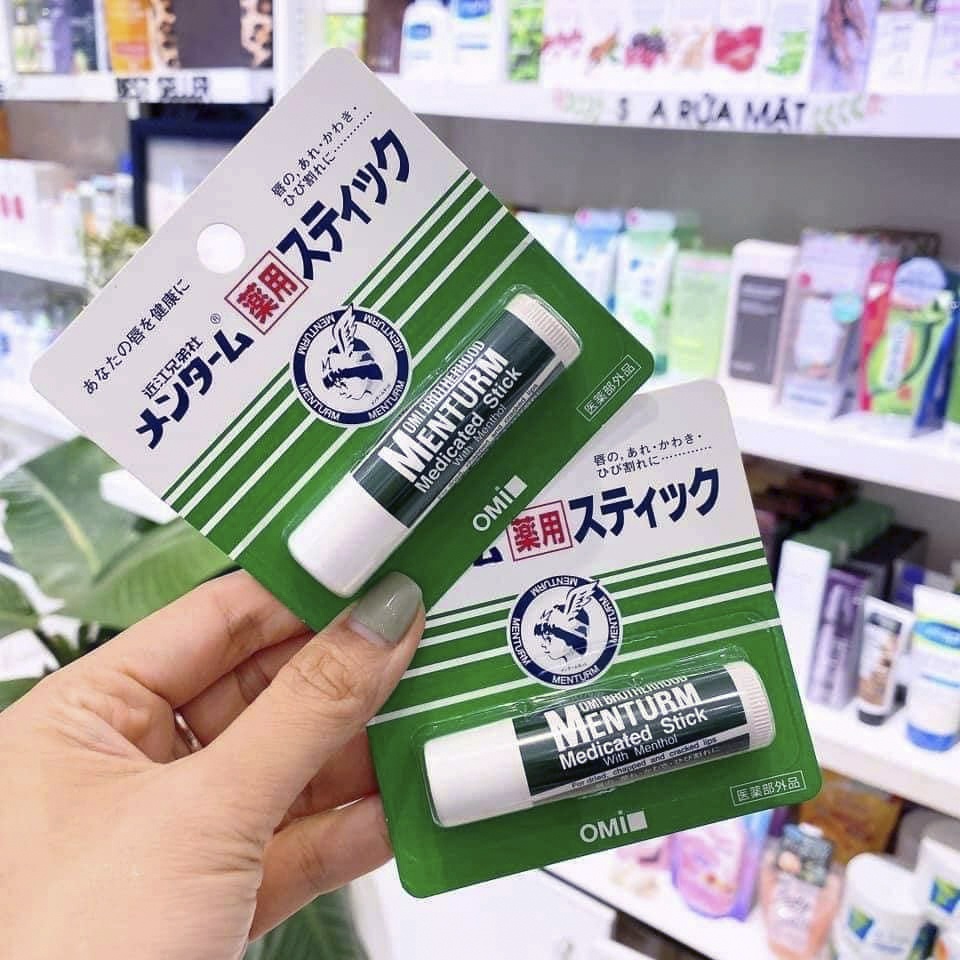 S A RỬA MẶT
唇の,あれ・かわき・
ひび割れに…………
あなたの唇を健康に
近江兄弟社
メンターム® 薬用 スティック
MENTURM
MENTURM
MENTURM
MENTURM
OMI BROTHERHOOD
MENTURM
Medicated Stick
With Menthol
医薬部外品
OMi
唇の,あれ・かわき・
ひび割れに…………
ム 薬用 スティック
MENTURM
MENTURM
MENTURM
MENTURM
OMI BROTHERHOOD
MENTURM
Medicated Stick
With Menthol
For dried, chapped and cracked lips
医薬部外品
OMi